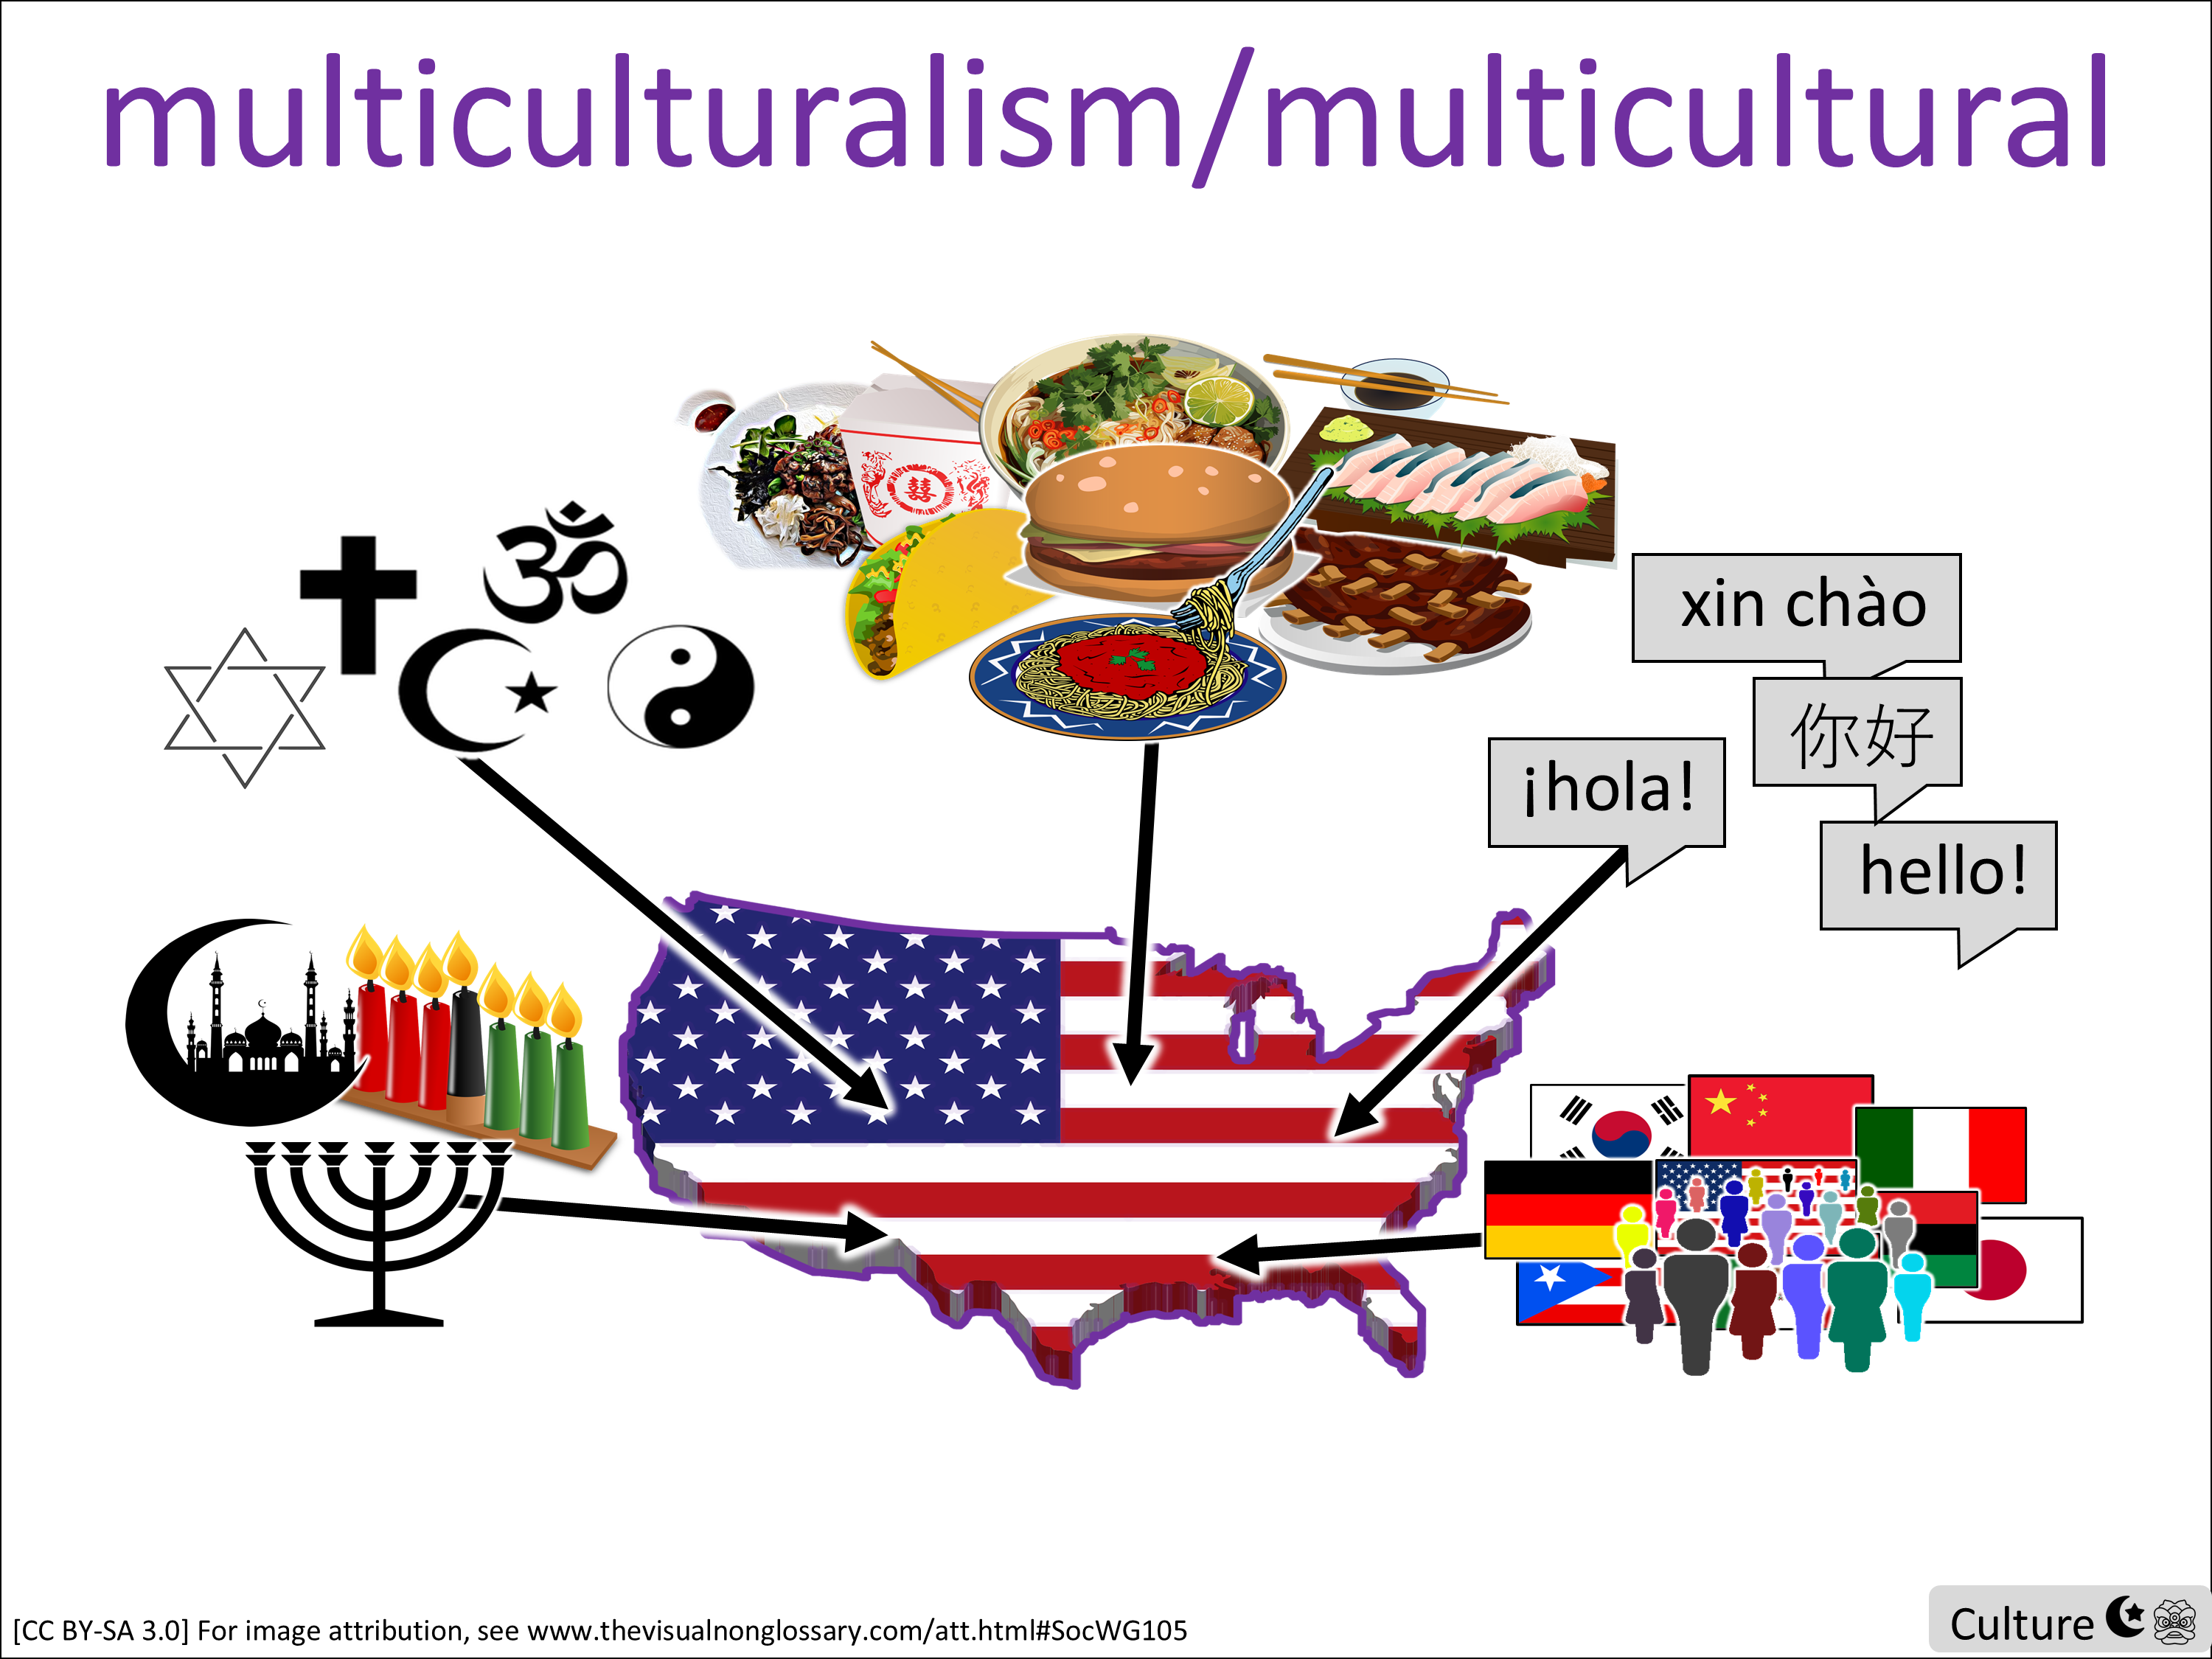 multiculturalism/multicultural
囍
xin chào
你好
¡hola!
hello!
[CC BY-SA 3.0] For image attribution, see www.thevisualnonglossary.com/att.html#SocWG105
Culture